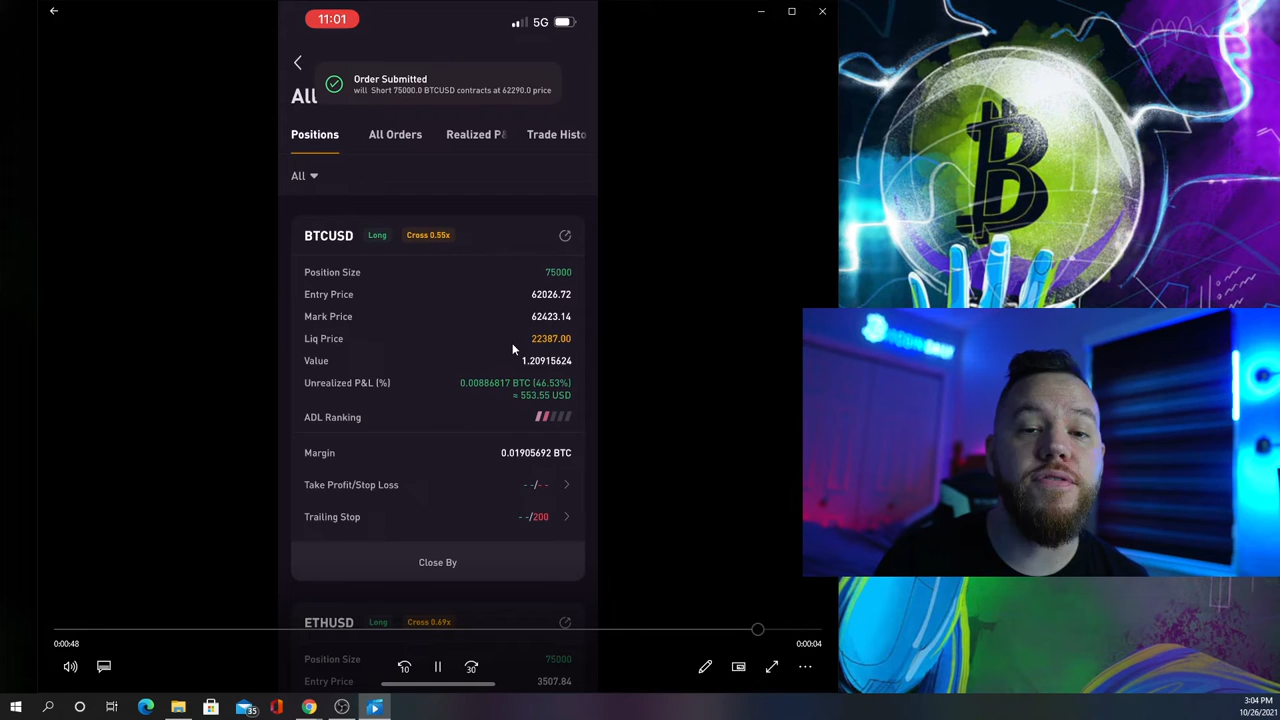 11:01
5G
Order Submitted
will Short 75000.0 BTCUSD contracts at 62290.0 price
All
Positions
All Orders
Realized P&
Trade Histo
All
BTCUSD
Long
Cross 0.55x
Position Size
75000
Entry Price
62026.72
Mark Price
62423.14
Liq Price
22387.00
Value
1.20915624
Unrealized P&L (%)
0.00886817 BTC (46.53%)
≈ 553.55 USD
ADL Ranking
Margin
0.01905692 BTC
Take Profit/Stop Loss
- -/- -
Trailing Stop
- -/200
Close By
ETHUSD
Long
Cross 0.69x
Position Size
75000
Entry Price
3507.84
0:00:48
0:00:04
10
30
35
3:04 PM
10/26/2021